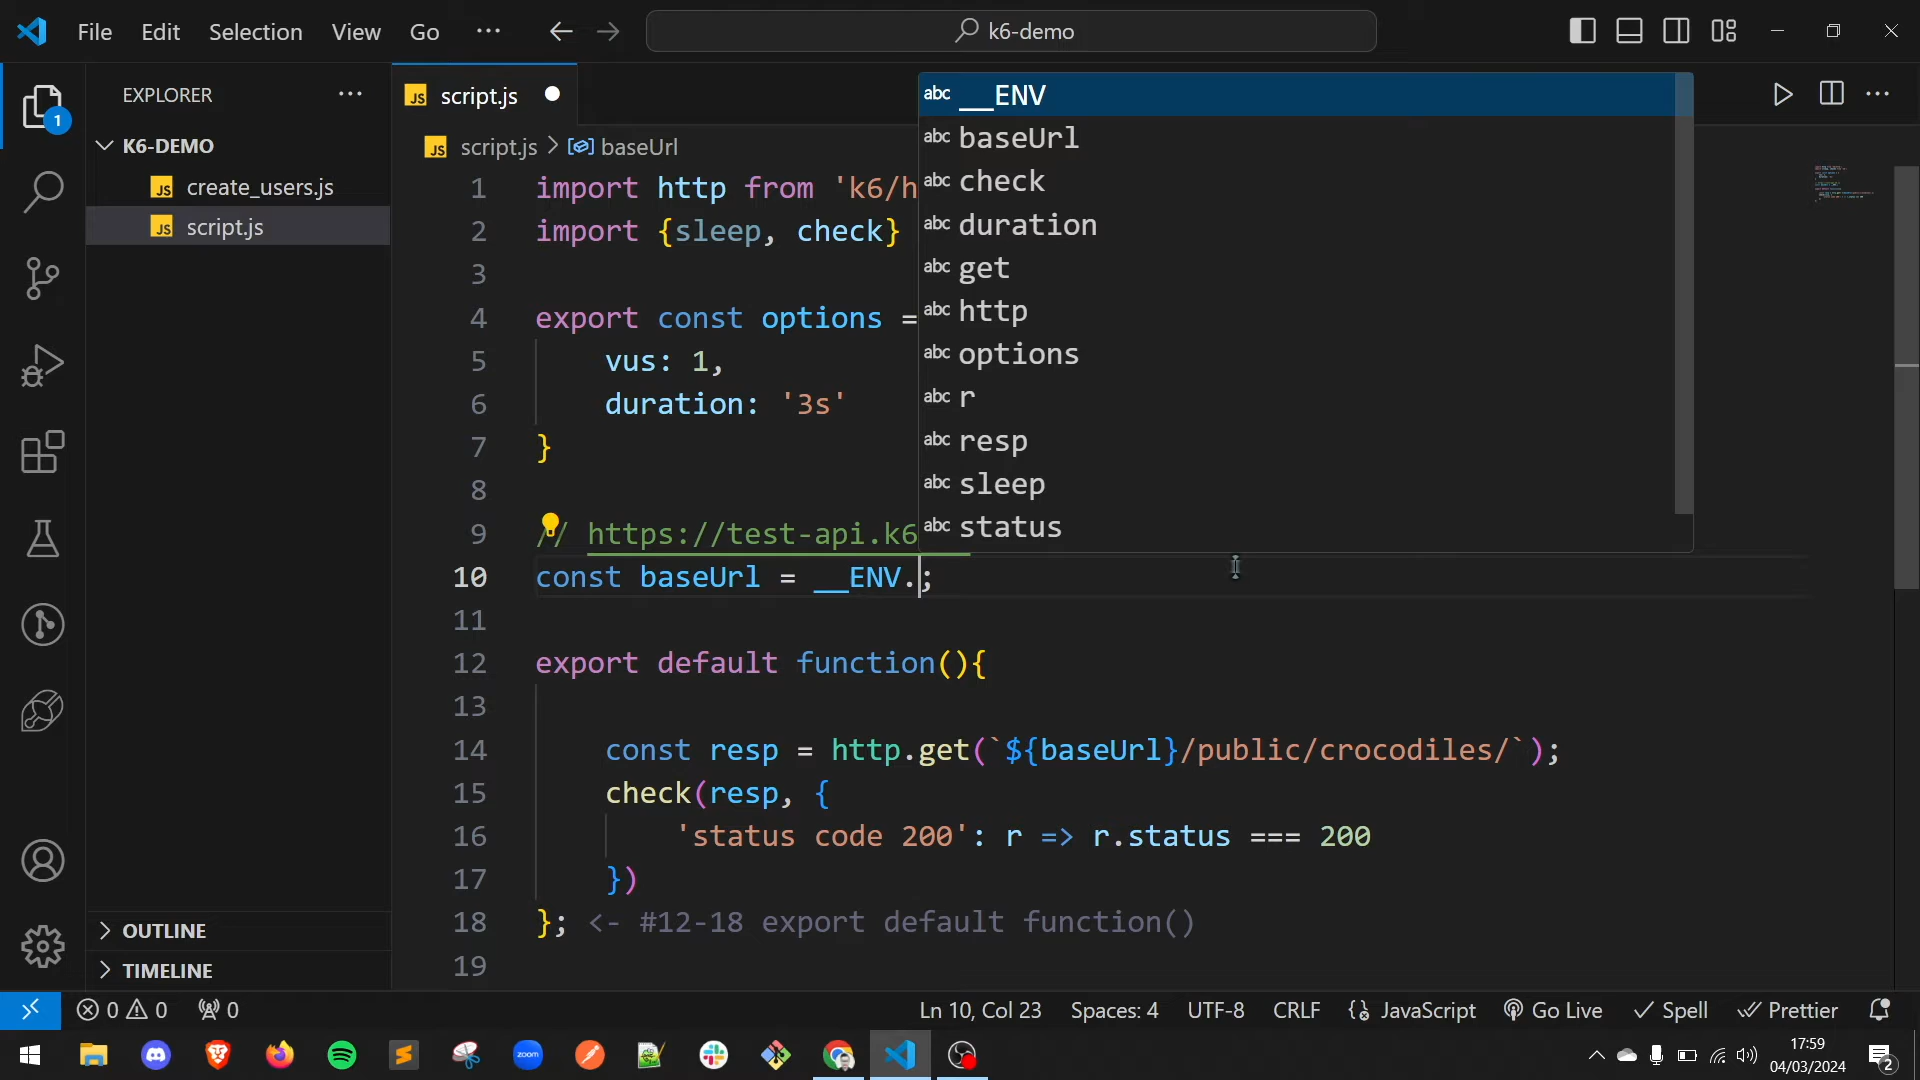 File Edit Selection View Go ··· k6-demo
EXPLORER ···
1
K6-DEMO
create_users.js
script.js
OUTLINE
TIMELINE
JS script.js
JS script.js > baseUrl
1 import http from 'k6/h
2 import {sleep, check}
3
4 export const options =
5 vus: 1,
6 duration: '3s'
7 }
8
9 // https://test-api.k6
10 const baseUrl = __ENV.;
11
12 export default function(){
13
14 const resp = http.get(`${baseUrl}/public/crocodiles/`);
15 check(resp, {
16 'status code 200': r => r.status === 200
17 })
18 }; <- #12-18 export default function()
19
abc __ENV
abc baseUrl
abc check
abc duration
abc get
abc http
abc options
abc r
abc resp
abc sleep
abc status
0 0 0 Ln 10, Col 23 Spaces: 4 UTF-8 CRLF JavaScript Go Live Spell Prettier
zoom
17:59
04/03/2024
2